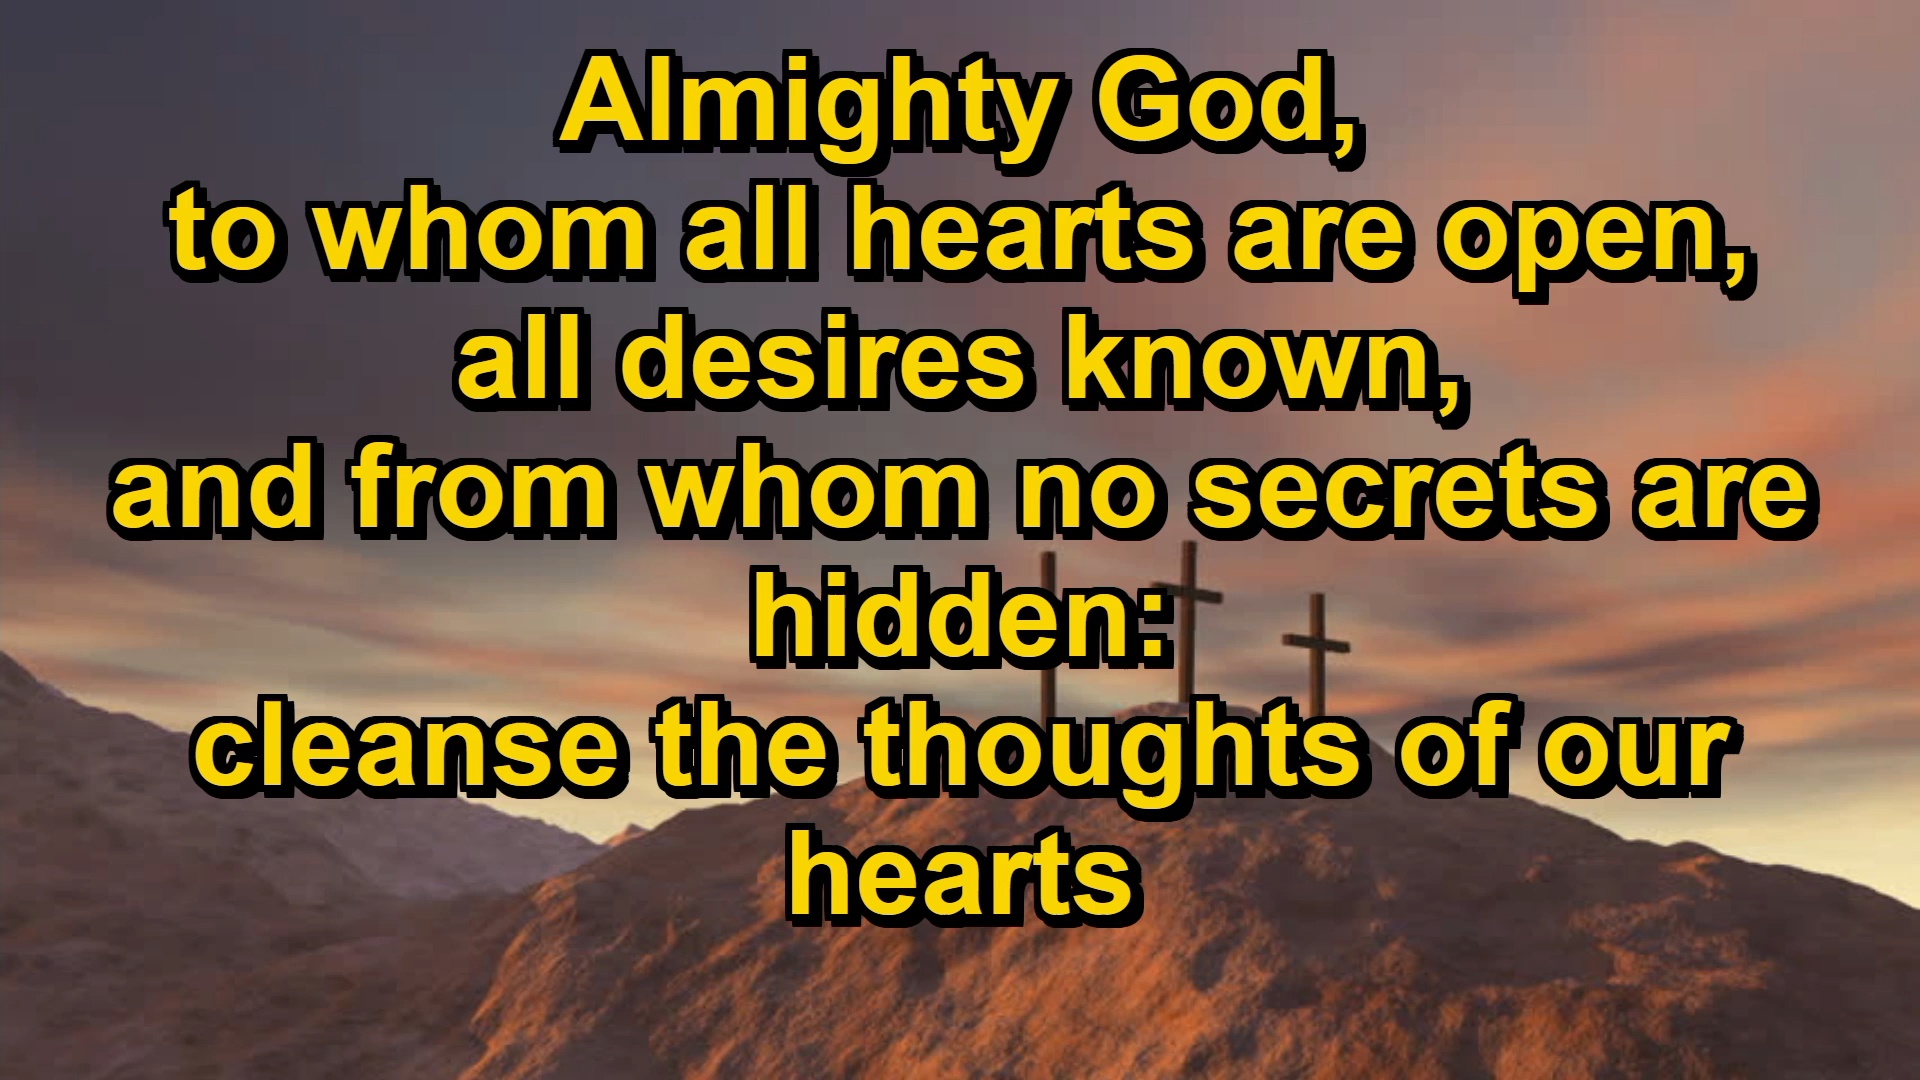 Almighty God,
to whom all hearts are open,
all desires known,
and from whom no secrets are
hidden:
cleanse the thoughts of our
hearts